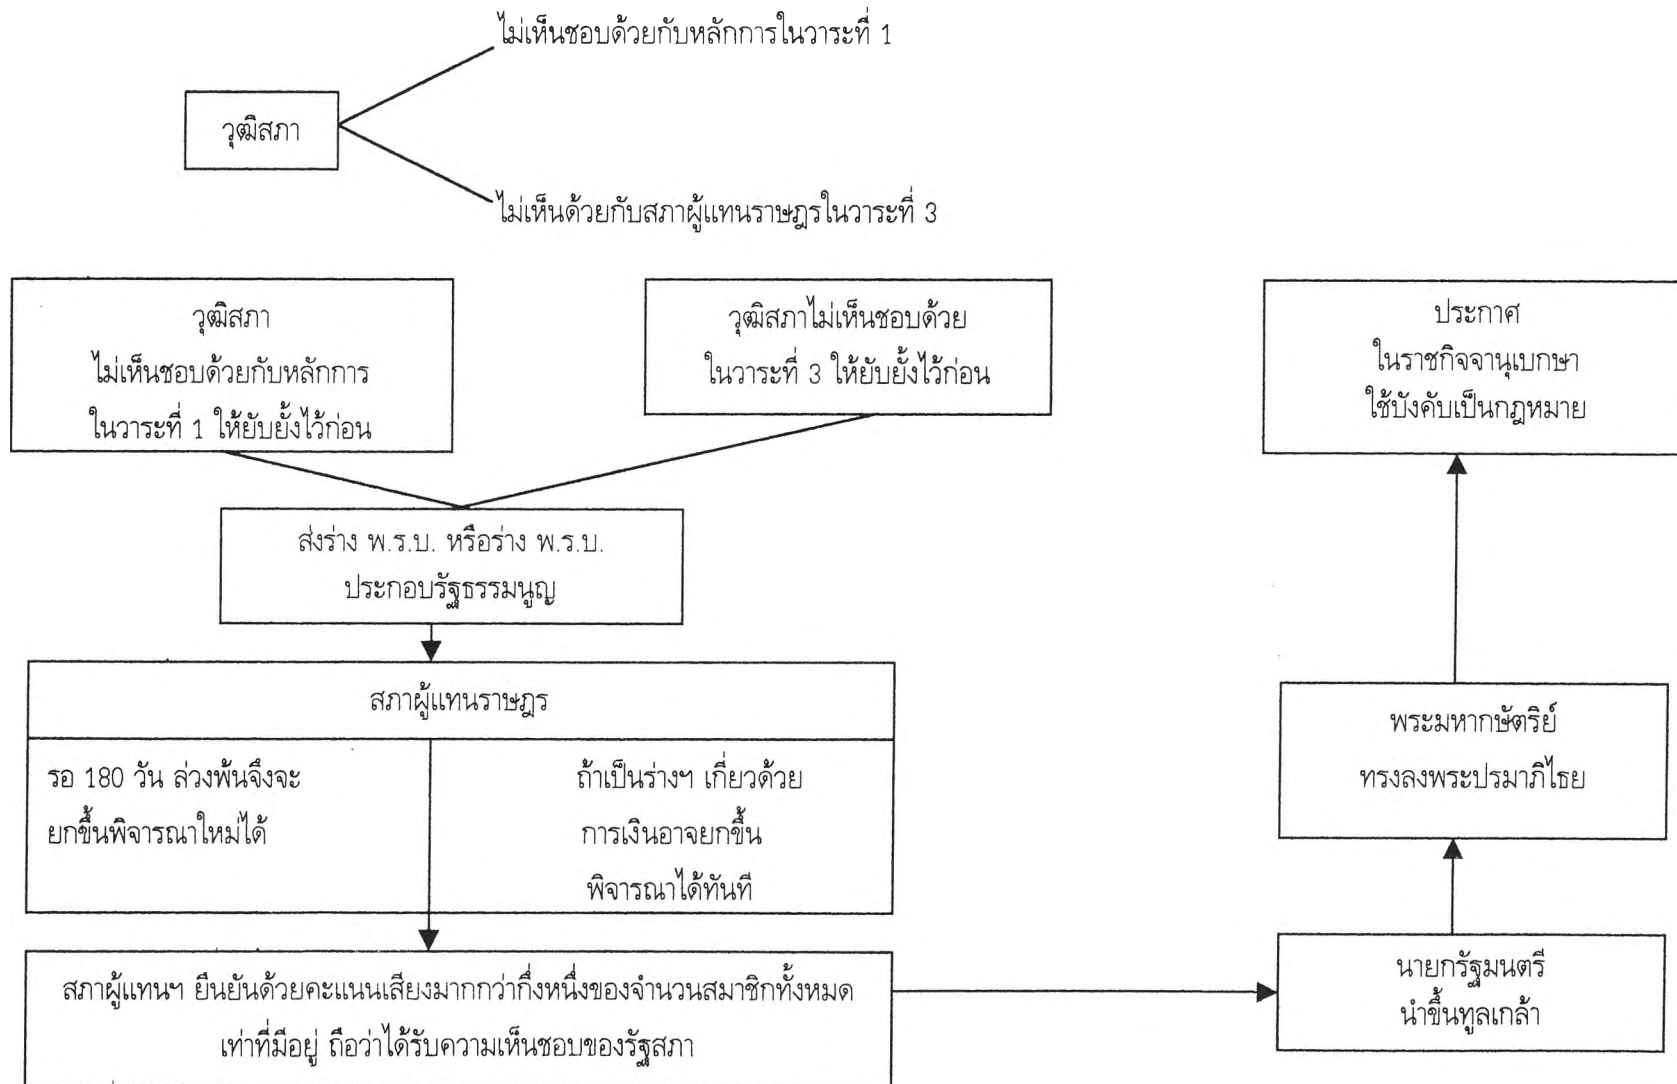 ไม่เห็นชอบด้วยกับหลักการในวาระที่ 1
วุฒิสภา
ไม่เห็นด้วยกับสภาผู้แทนราษฎรในวาระที่ 3
วุฒิสภา
ไม่เห็นชอบด้วยกับหลักการ
ในวาระที่ 1 ให้ยับยั้งไว้ก่อน
วุฒิสภาไม่เห็นชอบด้วย
ในวาระที่ 3 ให้ยับยั้งไว้ก่อน
ส่งร่าง พ.ร.บ. หรือร่าง พ.ร.บ.
ประกอบรัฐธรรมนูญ
สภาผู้แทนราษฎร
รอ 180 วัน ล่วงพ้นจึงจะ
ยกขึ้นพิจารณาใหม่ได้
ถ้าเป็นร่างฯ เกี่ยวด้วย
การเงินอาจยกขึ้น
พิจารณาได้ทันที
สภาผู้แทนฯ ยืนยันด้วยคะแนนเสียงมากกว่ากึ่งหนึ่งของจำนวนสมาชิกทั้งหมด
เท่าที่มีอยู่ ถือว่าได้รับความเห็นชอบของรัฐสภา
ประกาศ
ในราชกิจจานุเบกษา
ใช้บังคับเป็นกฎหมาย
พระมหากษัตริย์
ทรงลงพระปรมาภิไธย
นายกรัฐมนตรี
นำขึ้นทูลเกล้า